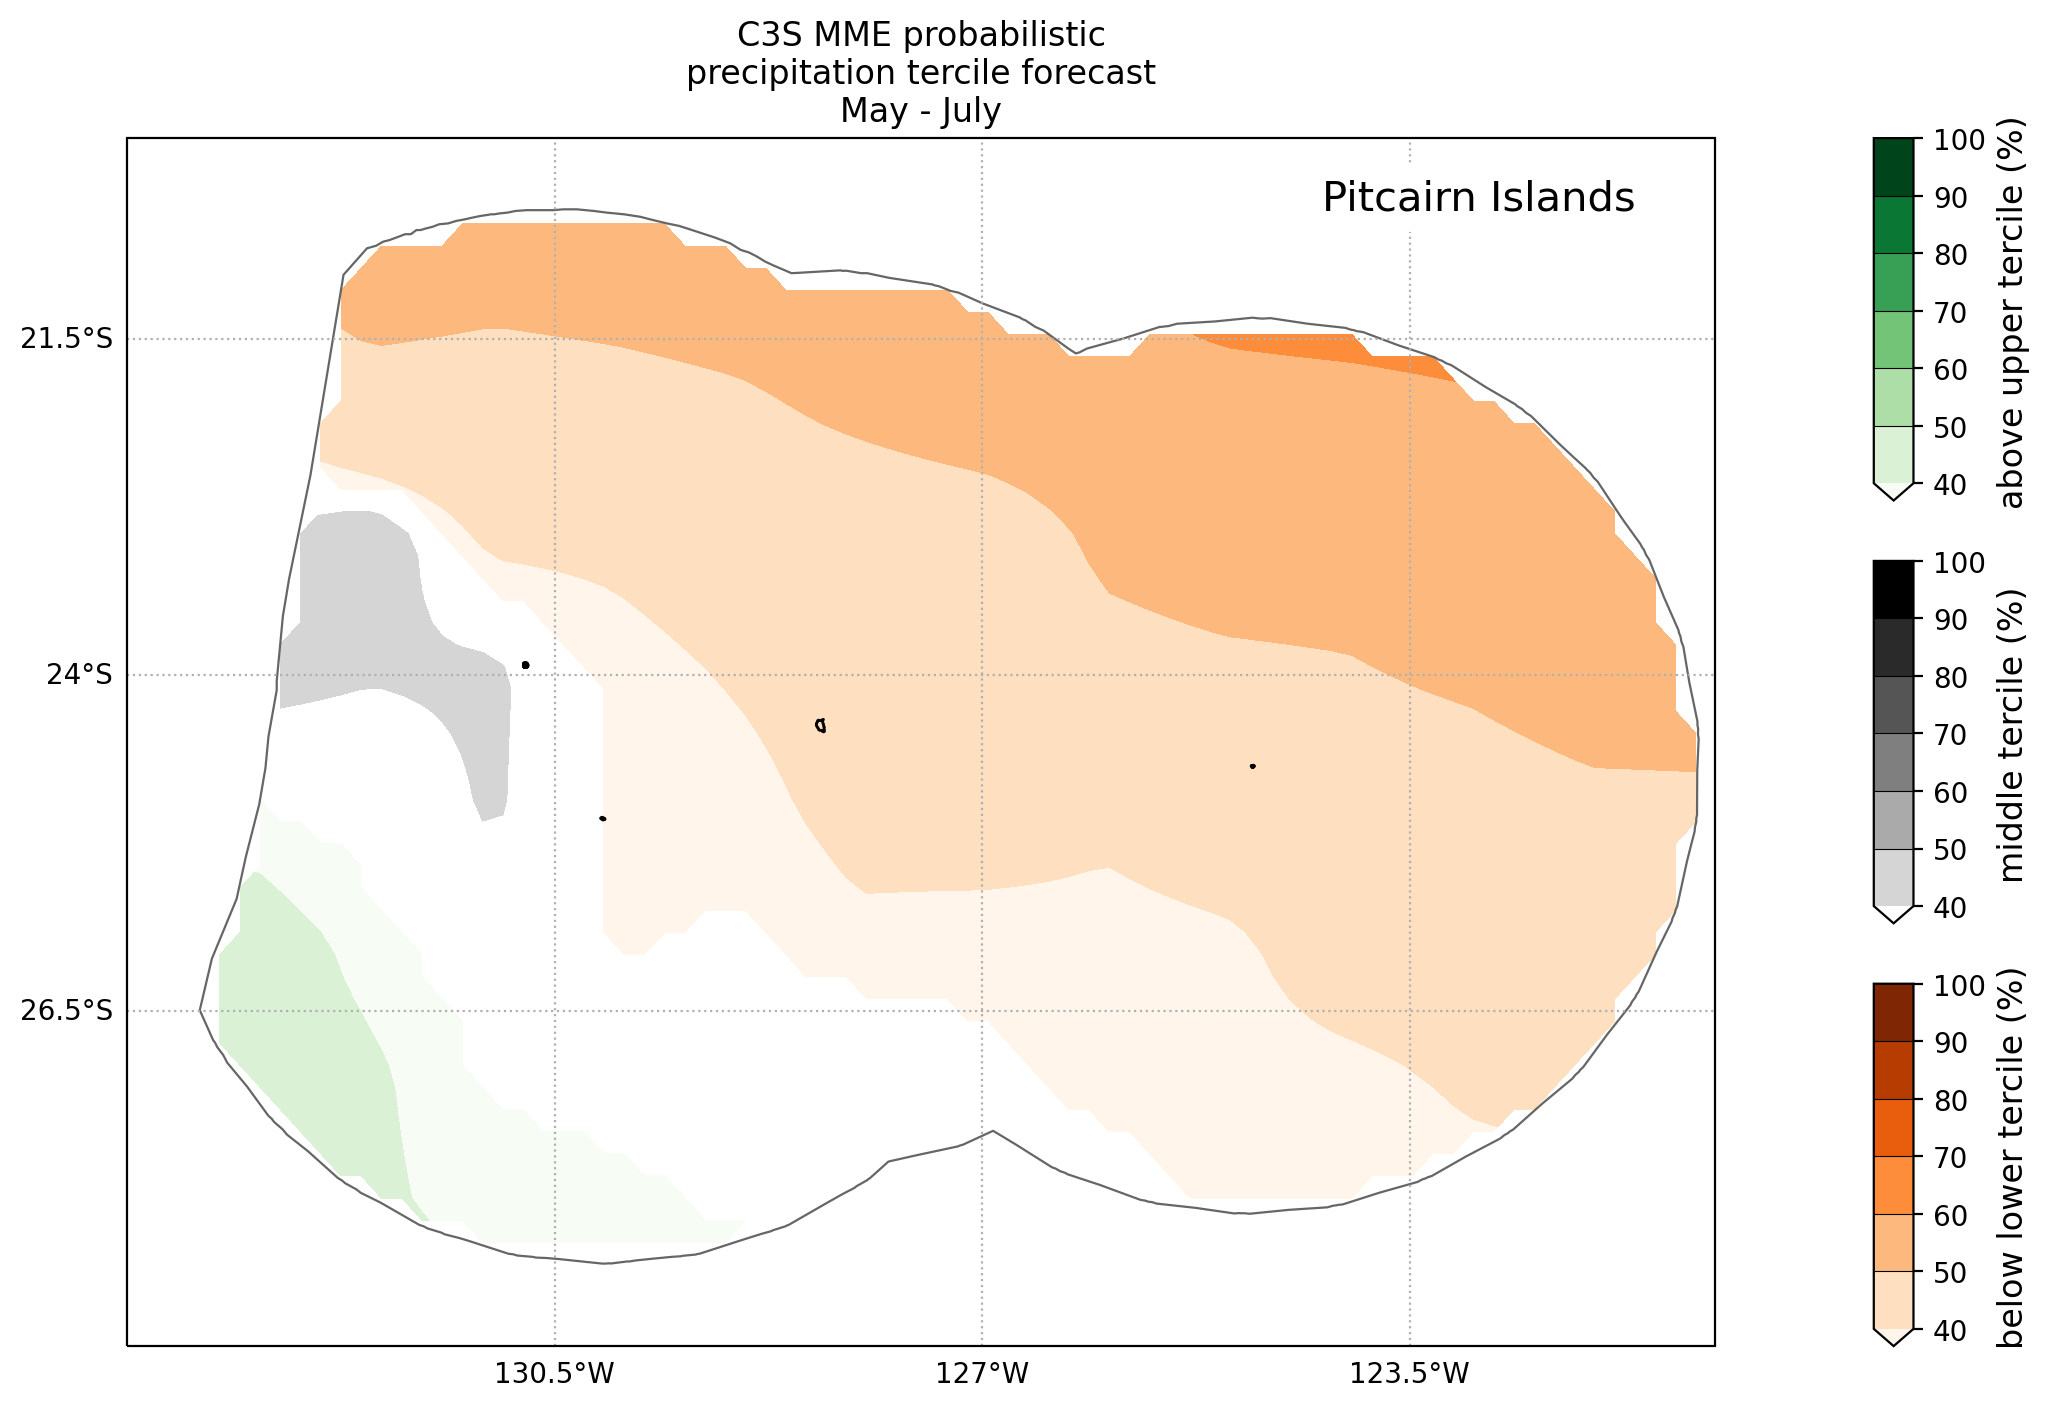 C3S MME probabilistic
precipitation tercile forecast
May - July
Pitcairn Islands
21.5°S
24°S
26.5°S
130.5°W
127°W
123.5°W
100
90
80
70
60
50
40
above upper tercile (%)
100
90
80
70
60
50
40
middle tercile (%)
100
90
80
70
60
50
40
below lower tercile (%)